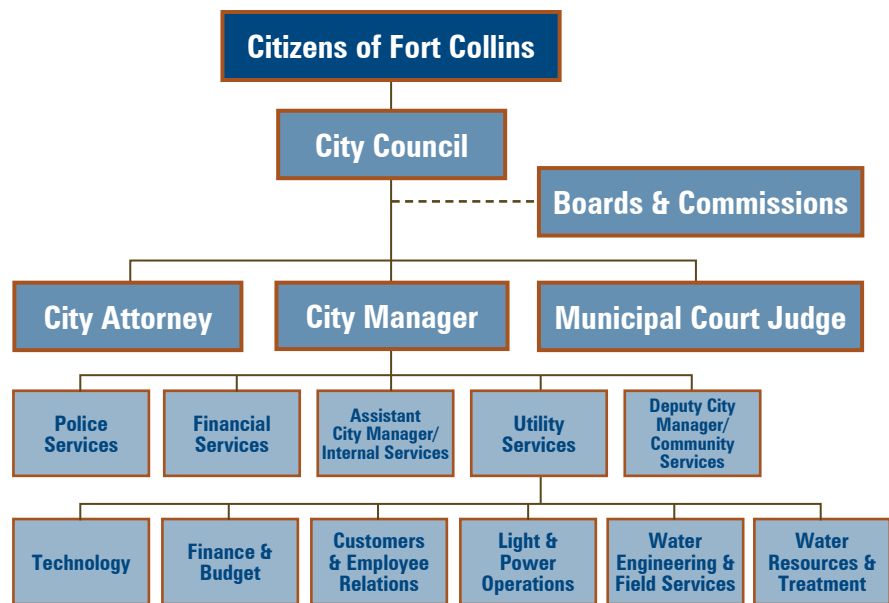 Citizens of Fort Collins
City Council
Boards & Commissions
City Attorney
City Manager
Municipal Court Judge
Police
Services
Financial
Services
Assistant
City Manager/
Internal Services
Utility
Services
Deputy City
Manager/
Community
Services
Technology
Finance &
Budget
Customers
& Employee
Relations
Light &
Power
Operations
Water
Engineering &
Field Services
Water
Resources &
Treatment